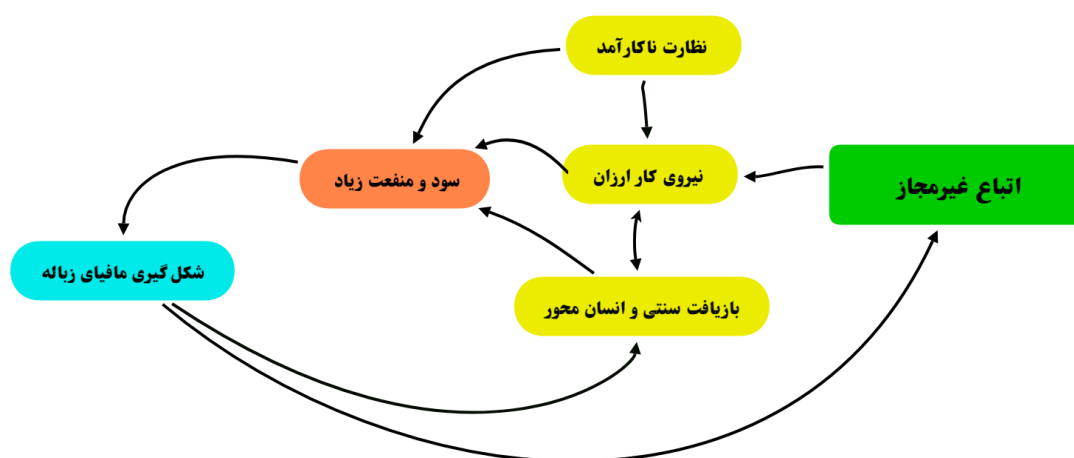 نظارت ناکارآمد
نیروی کار ارزان
اتباع غیرمجاز
سود و منفعت زیاد
شکل گیری مافیای زباله
بازیافت سنتی و انسان محور